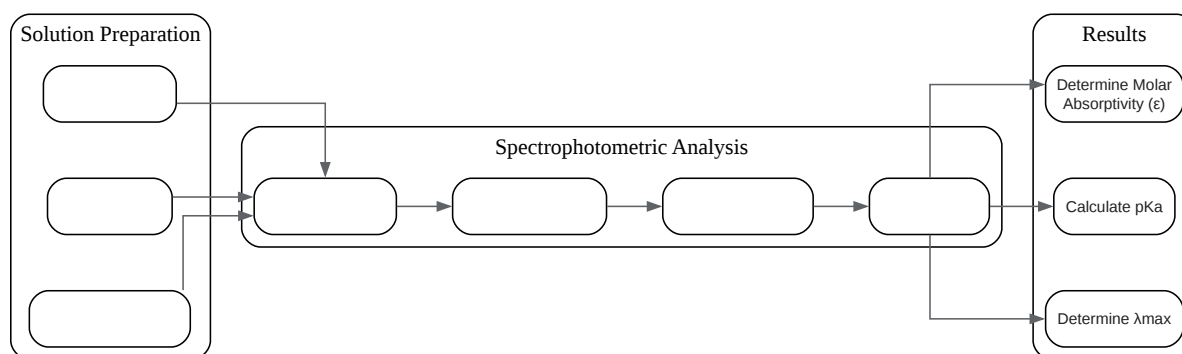 Solution Preparation
Results
Determine Molar
Absorptivity (ε)
Spectrophotometric Analysis
Calculate pKa
Determine λmax